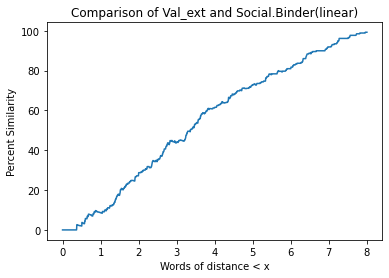 Comparison of Val_ext and Social.Binder(linear)
Percent Similarity
100
80
60
40
20
0
0 1 2 3 4 5 6 7 8
Words of distance < x